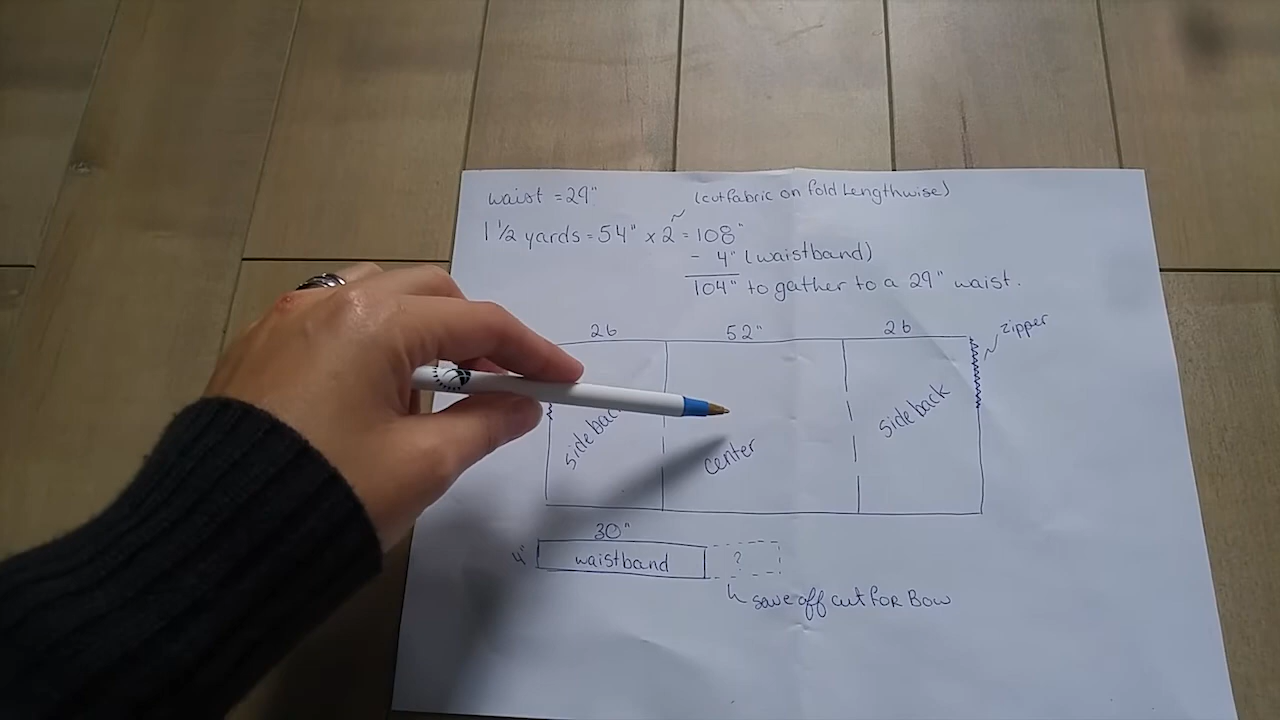 waist = 29"
(cut fabric on fold Lengthwise)
1 1/2 yards = 54" x 2 = 108"
- 4" (waistband)
104" to gather to a 29" waist.
26
52"
26
zipper
side back
center
side back
30"
4"
waistband
?
save off cut for Bow